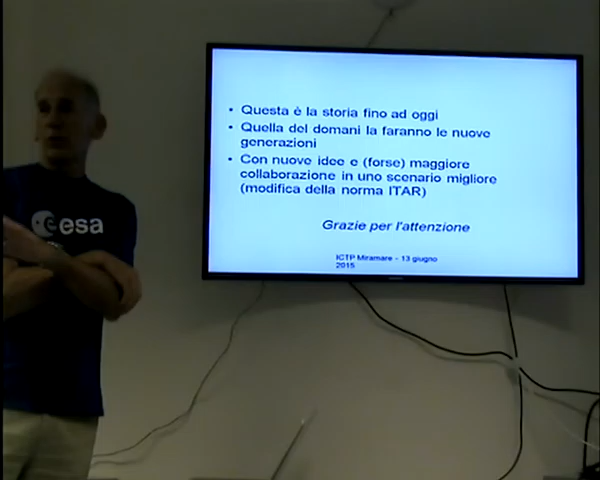 • Questa è la storia fino ad oggi
• Quella del domani la faranno le nuove
generazioni
• Con nuove idee e (forse) maggiore
collaborazione in uno scenario migliore
(modifica della norma ITAR)
Grazie per l'attenzione
ICTP Miramare - 13 giugno
2015
esa